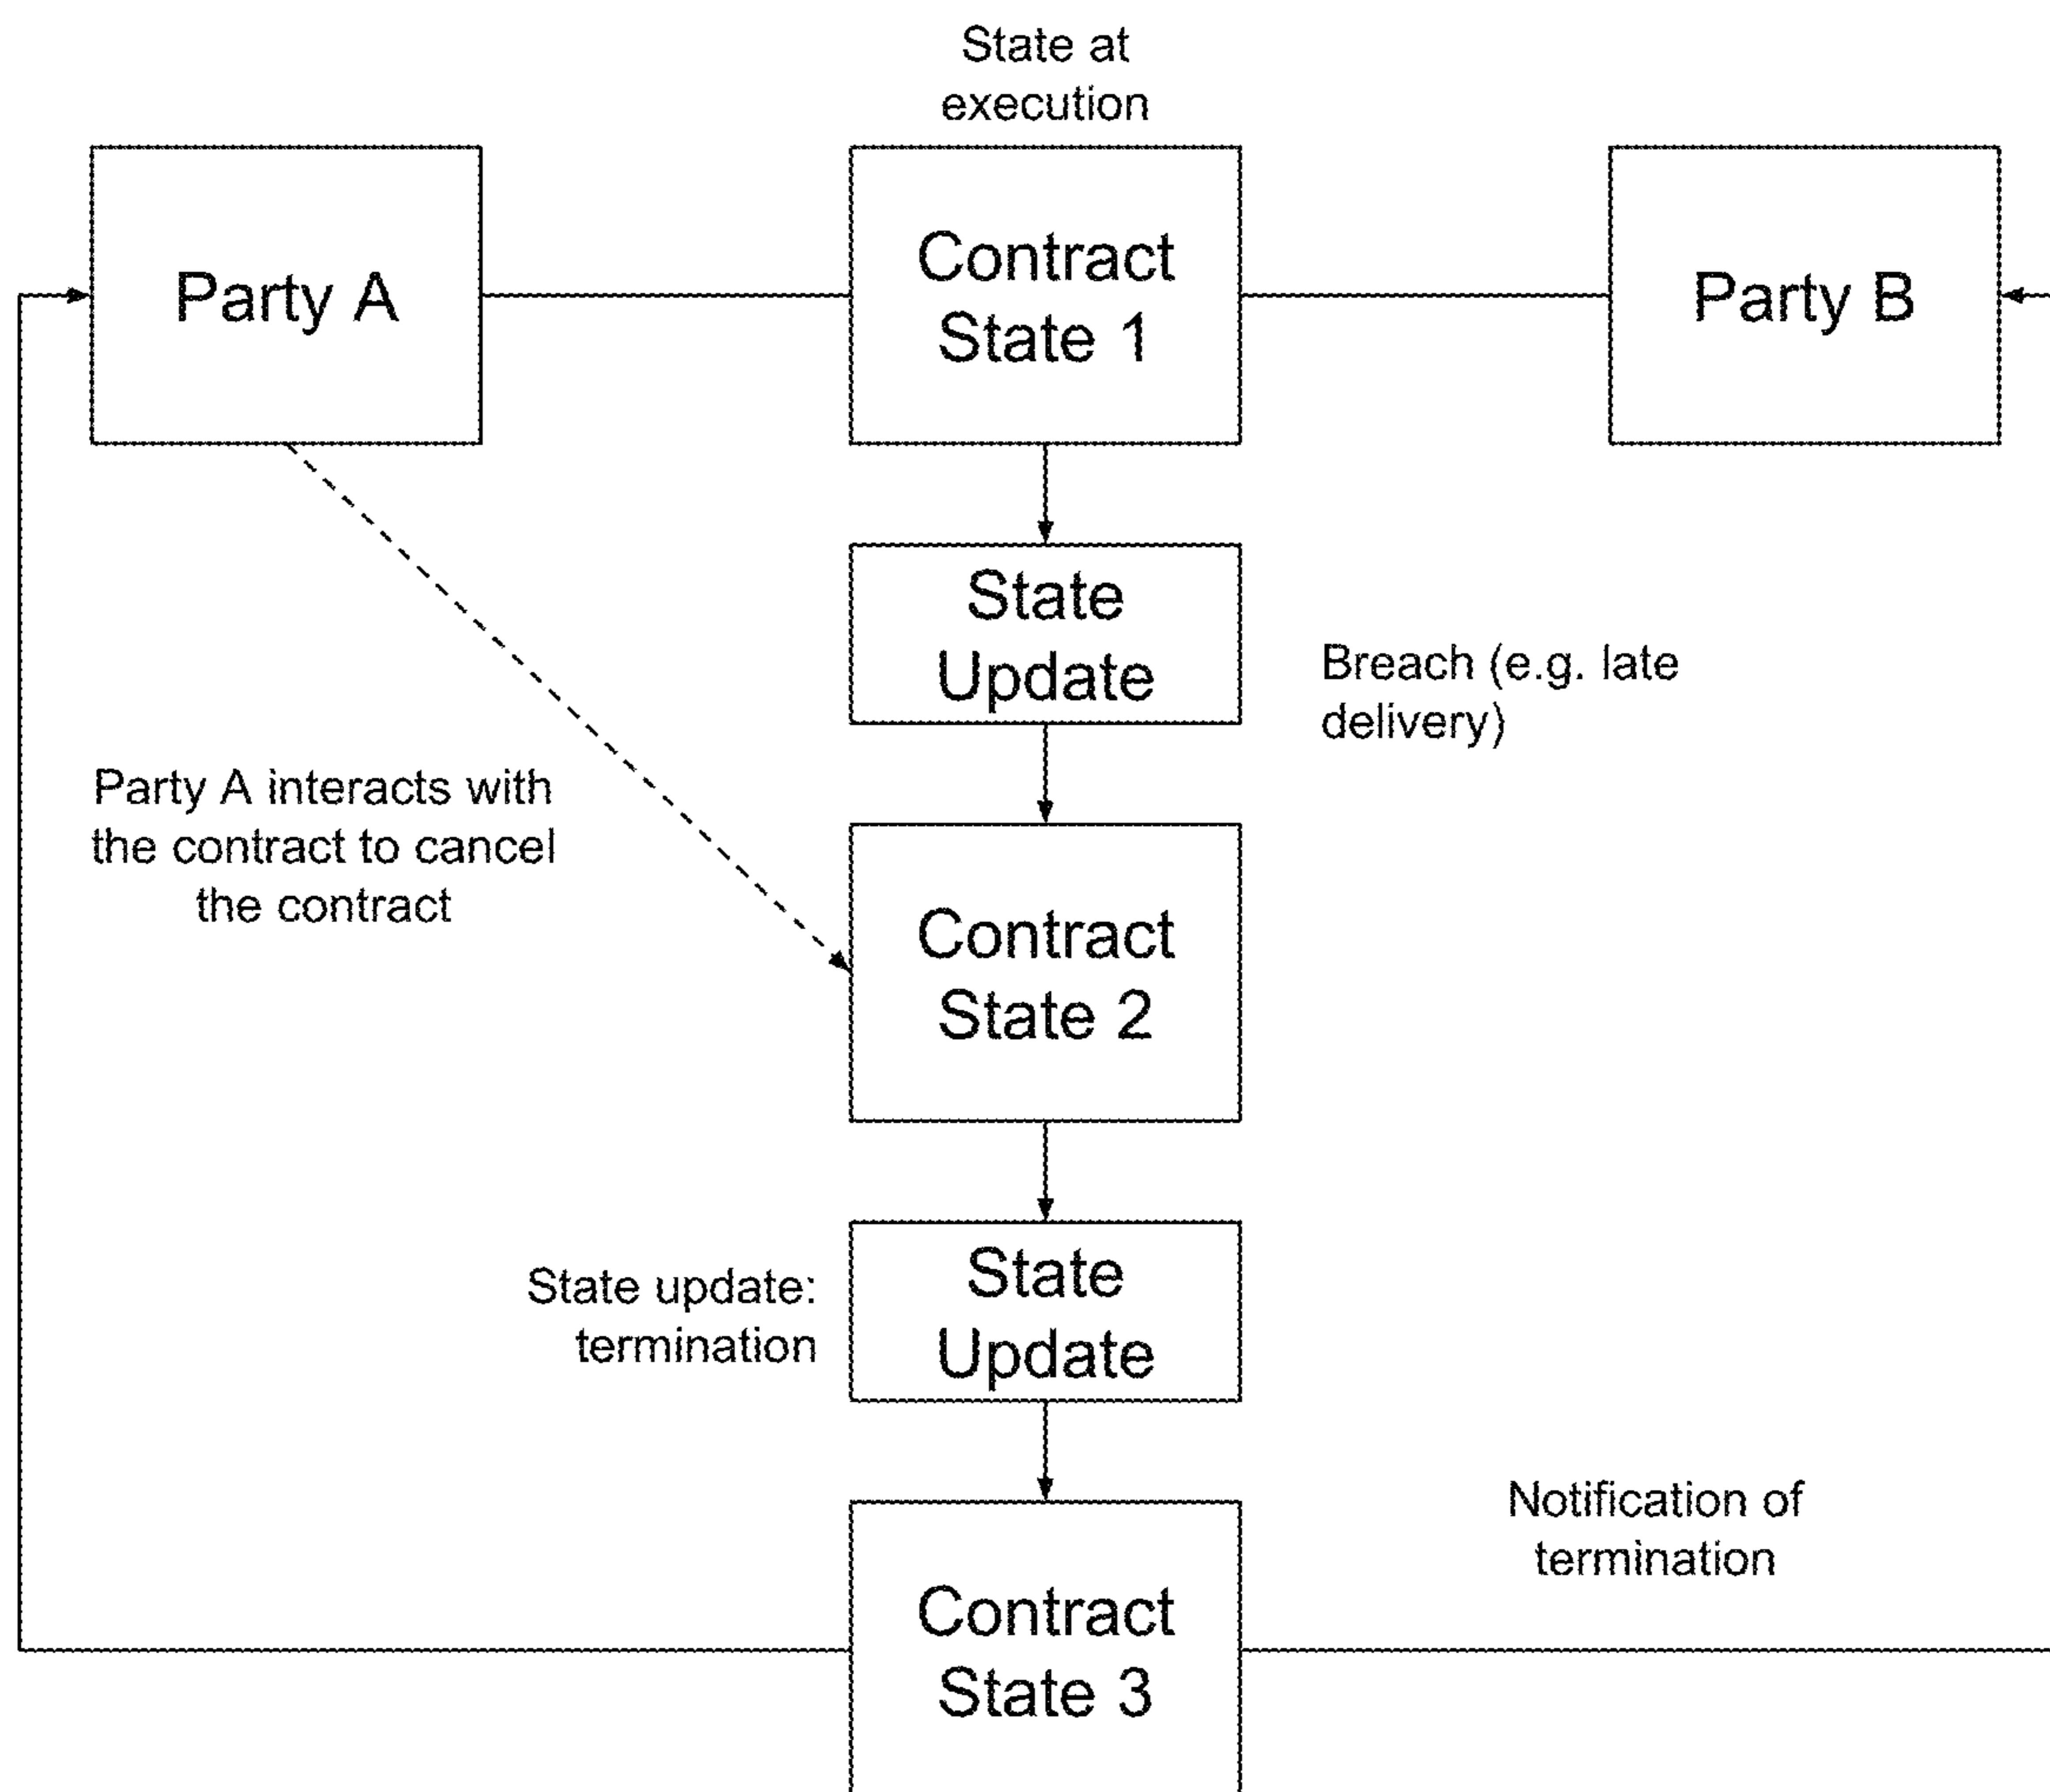 State at
execution
Party A
Contract
State 1
Party B
State
Update
Breach (e.g. late
delivery)
Party A interacts with
the contract to cancel
the contract
Contract
State 2
State update:
termination
State
Update
Notification of
termination
Contract
State 3